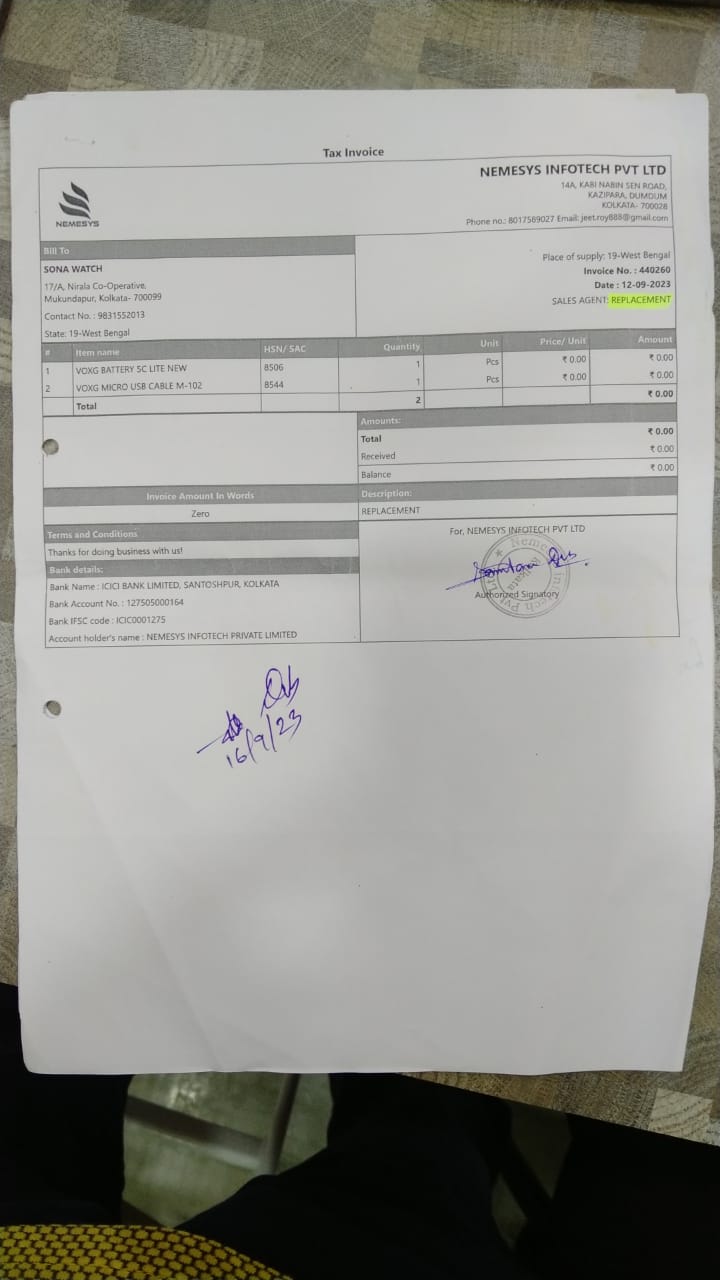 Tax Invoice
NEMESYS
NEMESYS INFOTECH PVT LTD
14A, KABI NABIN SEN ROAD,
KAZIPARA, DUMDUM
KOLKATA- 700028
Phone no.: 8017569027 Email: jeet.roy888@gmail.com
Bill To
SONA WATCH
17/A, Nirala Co-Operative,
Mukundapur, Kolkata- 700099
Contact No. : 9831552013
State: 19-West Bengal
Place of supply: 19-West Bengal
Invoice No. : 440260
Date : 12-09-2023
SALES AGENT: REPLACEMENT
# Item name HSN/ SAC Quantity Unit Price/ Unit Amount
1 VOXG BATTERY 5C LITE NEW 8506 1 Pcs ₹ 0.00 ₹ 0.00
2 VOXG MICRO USB CABLE M-102 8544 1 Pcs ₹ 0.00 ₹ 0.00
Total 2 ₹ 0.00
Amounts:
Total ₹ 0.00
Received ₹ 0.00
Balance ₹ 0.00
Invoice Amount In Words
Zero
Description:
REPLACEMENT
Terms and Conditions
Thanks for doing business with us!
Bank details:
Bank Name : ICICI BANK LIMITED, SANTOSHPUR, KOLKATA
Bank Account No. : 127505000164
Bank IFSC code : ICIC0001275
Account holder's name : NEMESYS INFOTECH PRIVATE LIMITED
For, NEMESYS INFOTECH PVT LTD
Authorized Signatory
16/9/23